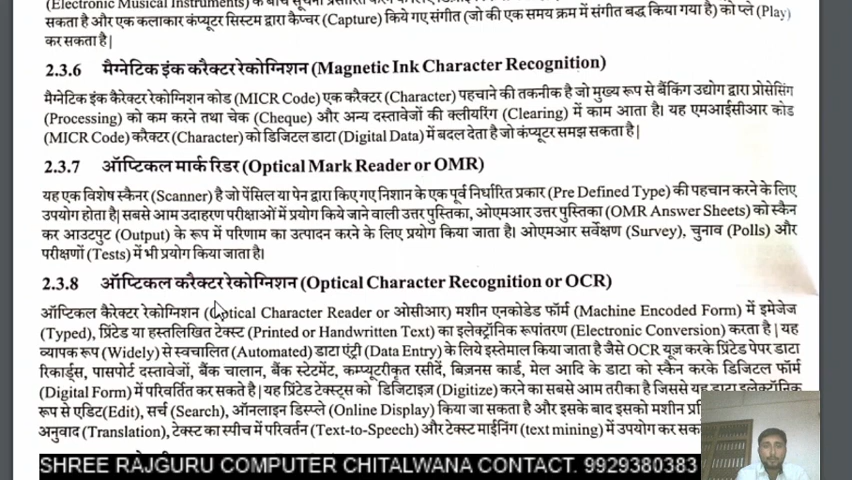 (Electronic Musical Instruments) के बीच सूचना प्रसारित करने के लिए
सकता है और एक कलाकार कंप्यूटर सिस्टम द्वारा कैप्चर (Capture) किये गए संगीत (जो की एक समय क्रम में संगीत बद्ध किया गया है) को प्ले (Play)
कर सकता है|
2.3.6 मैग्नेटिक इंक करैक्टर रेकोग्निशन (Magnetic Ink Character Recognition)
मैग्नेटिक इंक कैरेक्टर रेकोग्निशन कोड (MICR Code) एक करैक्टर (Character) पहचाने की तकनीक है जो मुख्य रूप से बैंकिंग उद्योग द्वारा प्रोसेसिंग
(Processing) को कम करने तथा चेक (Cheque) और अन्य दस्तावेजों की क्लीयरिंग (Clearing) में काम आता है। यह एमआईसीआर कोड
(MICR Code) करैक्टर (Character) को डिजिटल डाटा (Digital Data) में बदल देता है जो कंप्यूटर समझ सकता है|
2.3.7 ऑप्टिकल मार्क रिडर (Optical Mark Reader or OMR)
यह एक विशेष स्कैनर (Scanner) है जो पेंसिल या पेन द्वारा किए गए निशान के एक पूर्व निर्धारित प्रकार (Pre Defined Type) की पहचान करने के लिए
उपयोग होता है| सबसे आम उदाहरण परीक्षाओं में प्रयोग किये जाने वाली उत्तर पुस्तिका, ओएमआर उत्तर पुस्तिका (OMR Answer Sheets) को स्कैन
कर आउटपुट (Output) के रूप में परिणाम का उत्पादन करने के लिए प्रयोग किया जाता है। ओएमआर सर्वेक्षण (Survey), चुनाव (Polls) और
परीक्षणों (Tests) में भी प्रयोग किया जाता है।
2.3.8 ऑप्टिकल करैक्टर रेकोग्निशन (Optical Character Recognition or OCR)
ऑप्टिकल कैरेक्टर रेकोग्निशन (Optical Character Reader or ओसीआर) मशीन एनकोडेड फॉर्म (Machine Encoded Form) में इमेजेज
(Typed), प्रिंटेड या हस्तलिखित टेक्स्ट (Printed or Handwritten Text) का इलेक्ट्रॉनिक रूपांतरण (Electronic Conversion) करता है | यह
व्यापक रूप (Widely) से स्वचालित (Automated) डाटा एंट्री (Data Entry) के लिये इस्तेमाल किया जाता है जैसे OCR यूज़ करके प्रिंटेड पेपर डाटा
रिकार्ड्स, पासपोर्ट दस्तावेजों, बैंक चालान, बैंक स्टेटमेंट, कम्प्यूटरीकृत रसीदें, बिज़नस कार्ड, मेल आदि के डाटा को स्कैन करके डिजिटल फॉर्म
(Digital Form) में परिवर्तित कर सकते है | यह प्रिंटेड टेक्स्ट्स को डिजिटाइज़ (Digitize) करने का सबसे आम तरीका है जिससे यह डाटा इलेक्ट्रॉनिक
रूप से एडिट(Edit), सर्च (Search), ऑनलाइन डिस्प्ले (Online Display) किया जा सकता है और इसके बाद इसको मशीन
अनुवाद (Translation), टेक्स्ट का स्पीच में परिवर्तन (Text-to-Speech) और टेक्स्ट माईनिंग (text mining) में उपयोग कर
SHREE RAJGURU COMPUTER CHITALWANA CONTACT. 9929380383